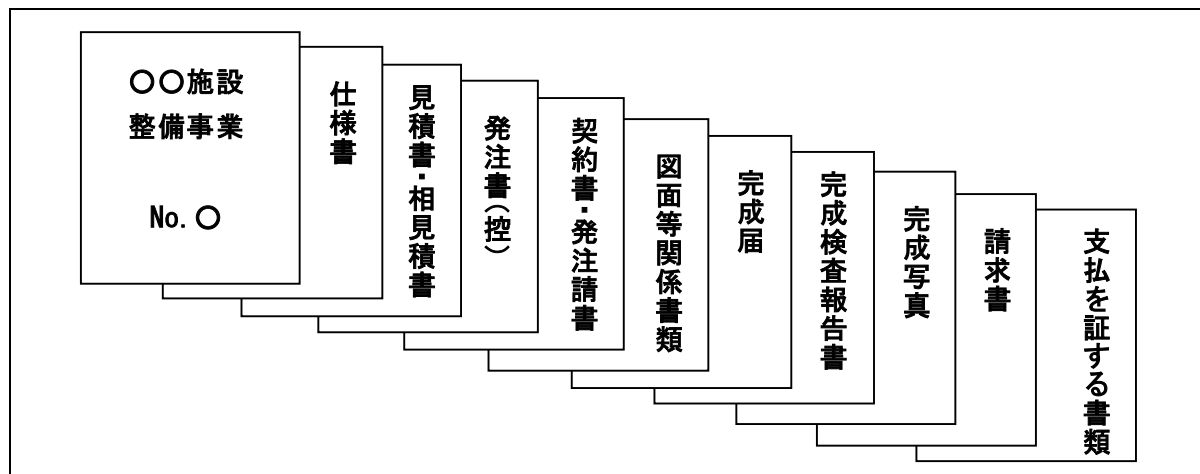 〇〇施設
整備事業
No. 〇
仕様書
見積書・相見積書
発注書(控)
契約書・発注請書
図面等関係書類
完成届
完成検査報告書
完成写真
請求書
支払を証する書類